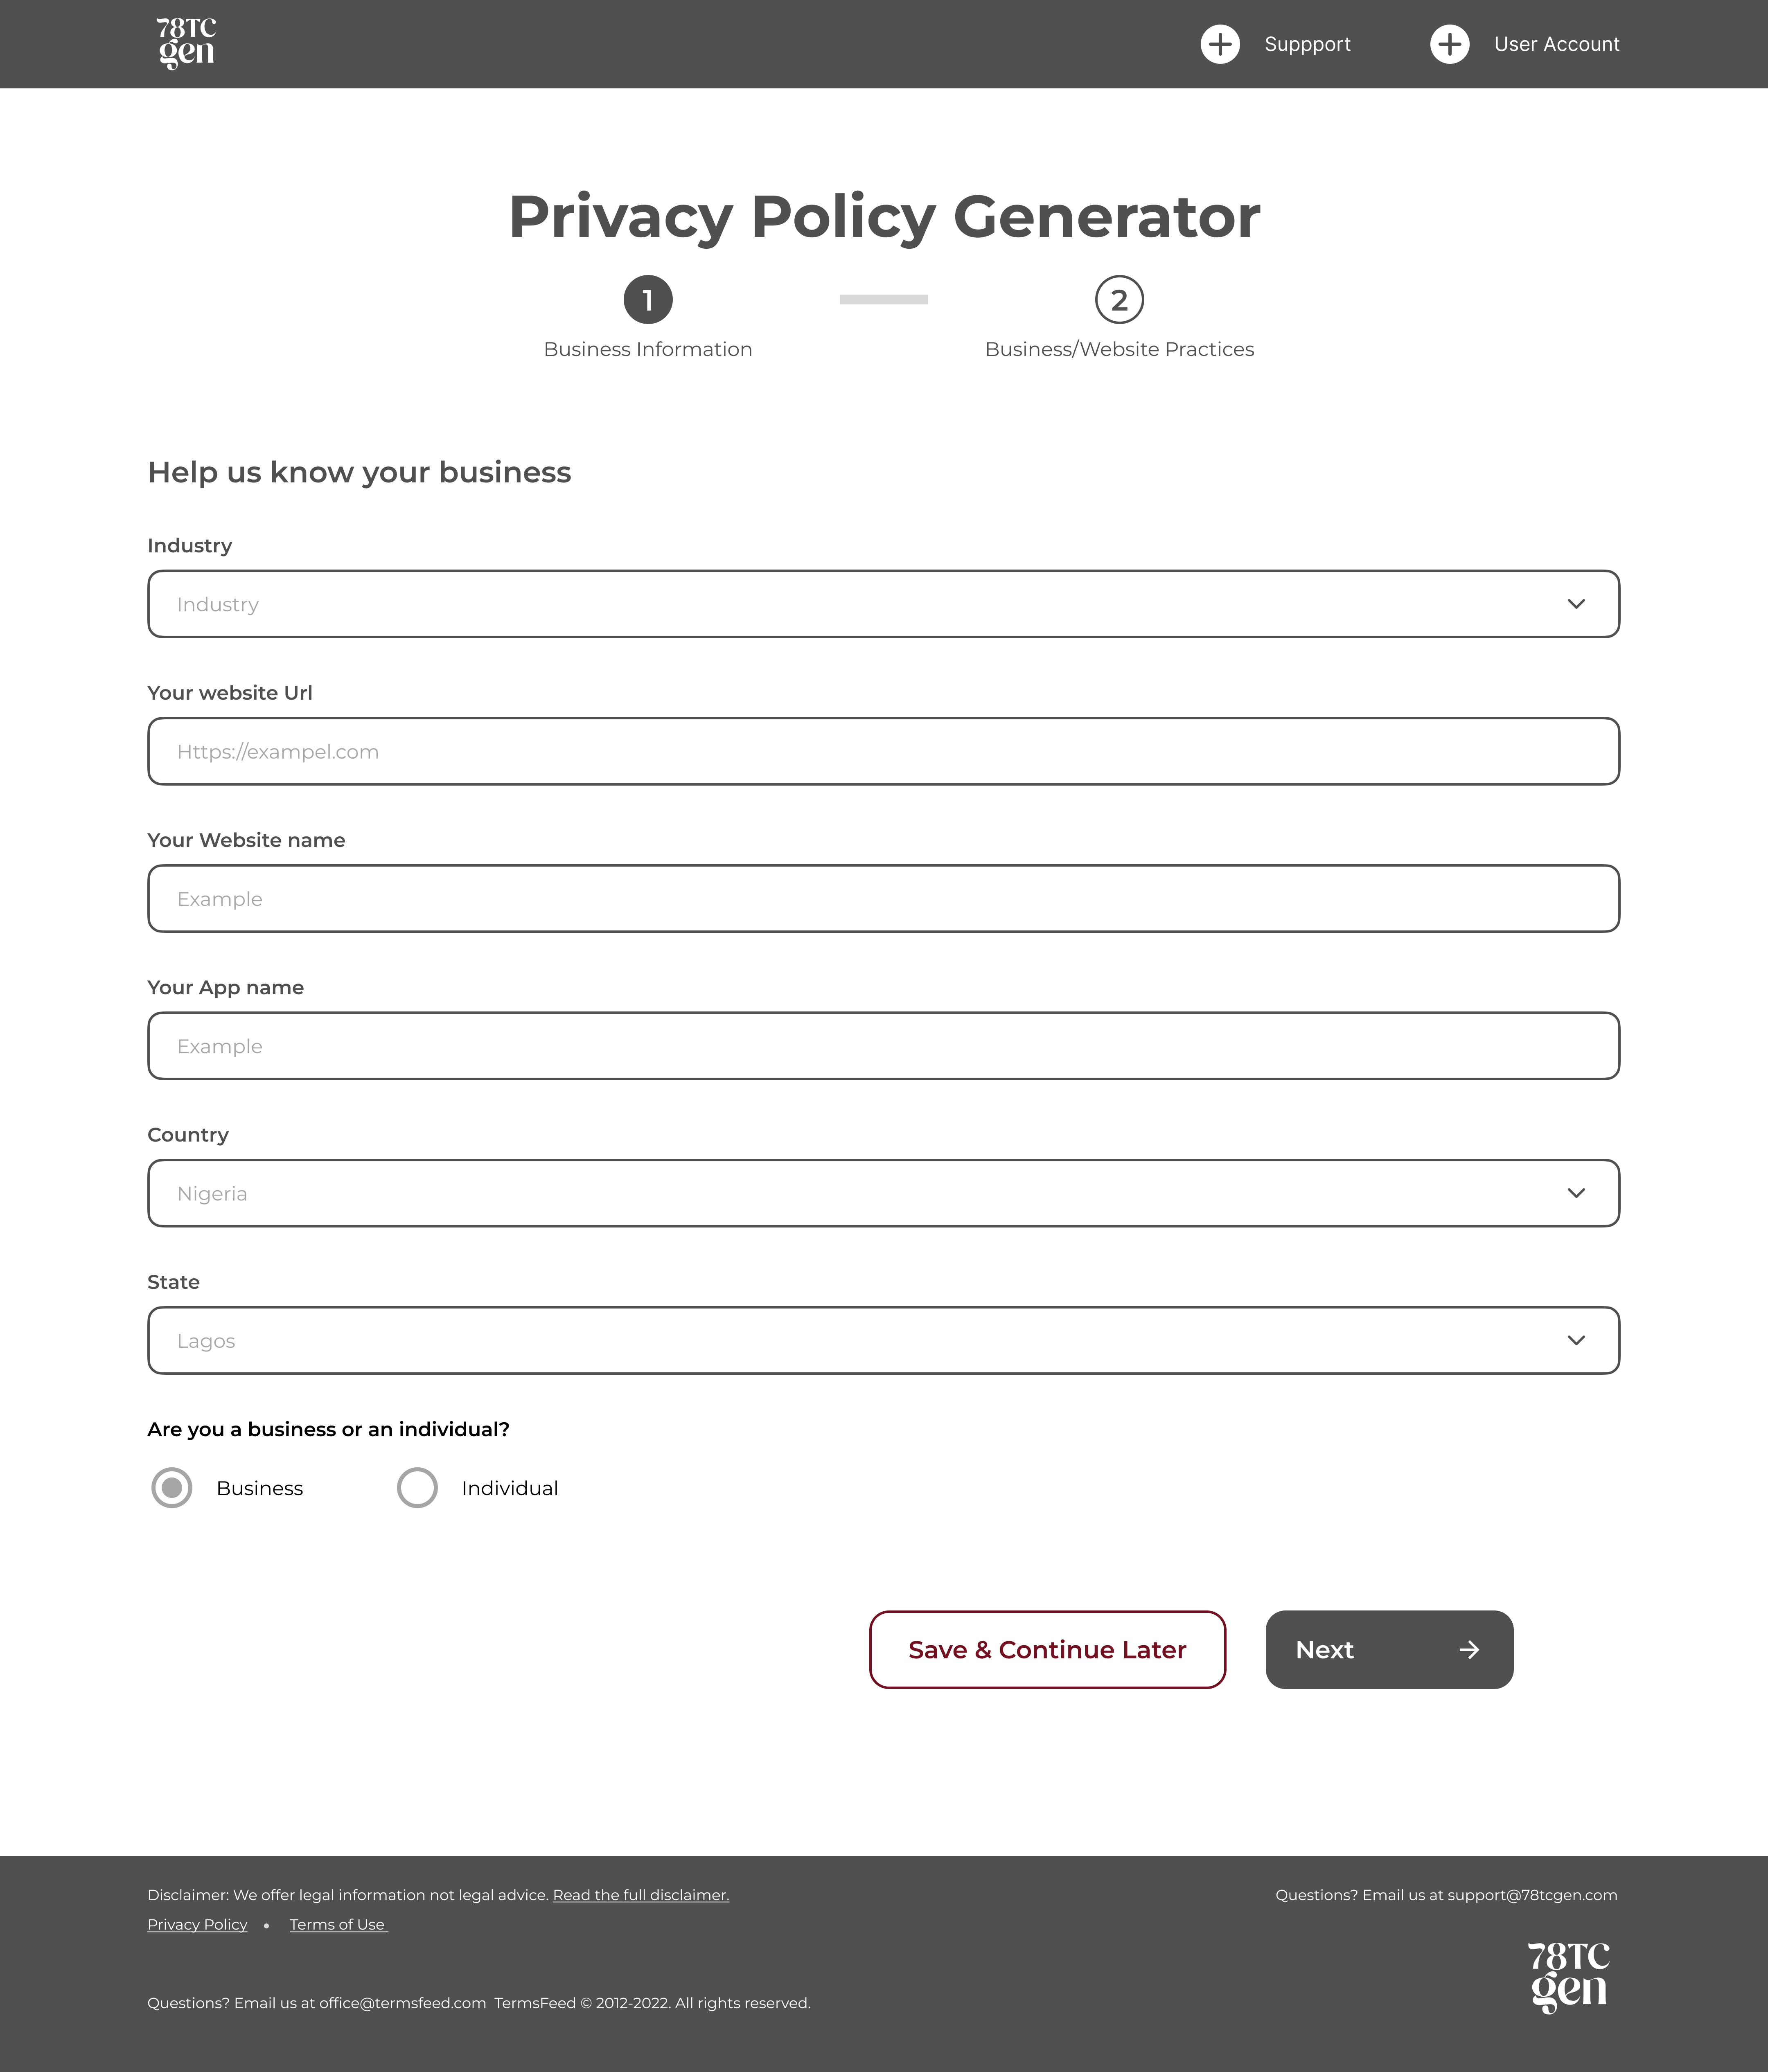 78TC
gen
Suppport
User Account
Privacy Policy Generator
1
2
Business Information
Business/Website Practices
Help us know your business
Industry
Industry
Your website Url
Https://exampel.com
Your Website name
Example
Your App name
Example
Country
Nigeria
State
Lagos
Are you a business or an individual?
Business
Individual
Save & Continue Later
Next
Disclaimer: We offer legal information not legal advice. Read the full disclaimer.
Questions? Email us at support@78tcgen.com
Privacy Policy • Terms of Use
78TC
gen
Questions? Email us at office@termsfeed.com TermsFeed © 2012-2022. All rights reserved.